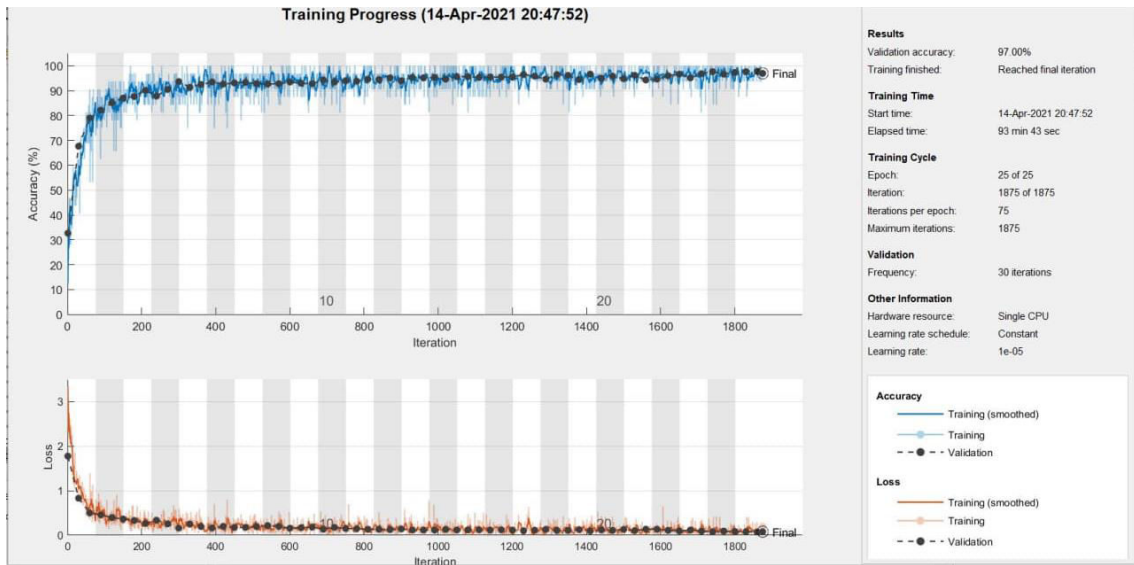 Training Progress (14-Apr-2021 20:47:52)
Accuracy (%)
100
90
80
70
60
50
40
30
20
10
0
Final
10
20
0 200 400 600 800 1000 1200 1400 1600 1800
Iteration
Loss
3
2
1
0
10
20
Final
0 200 400 600 800 1000 1200 1400 1600 1800
Iteration
Results
Validation accuracy: 97.00%
Training finished: Reached final iteration
Training Time
Start time: 14-Apr-2021 20:47:52
Elapsed time: 93 min 43 sec
Training Cycle
Epoch: 25 of 25
Iteration: 1875 of 1875
Iterations per epoch: 75
Maximum iterations: 1875
Validation
Frequency: 30 iterations
Other Information
Hardware resource: Single CPU
Learning rate schedule: Constant
Learning rate: 1e-05
Accuracy
Training (smoothed)
Training
Validation
Loss
Training (smoothed)
Training
Validation